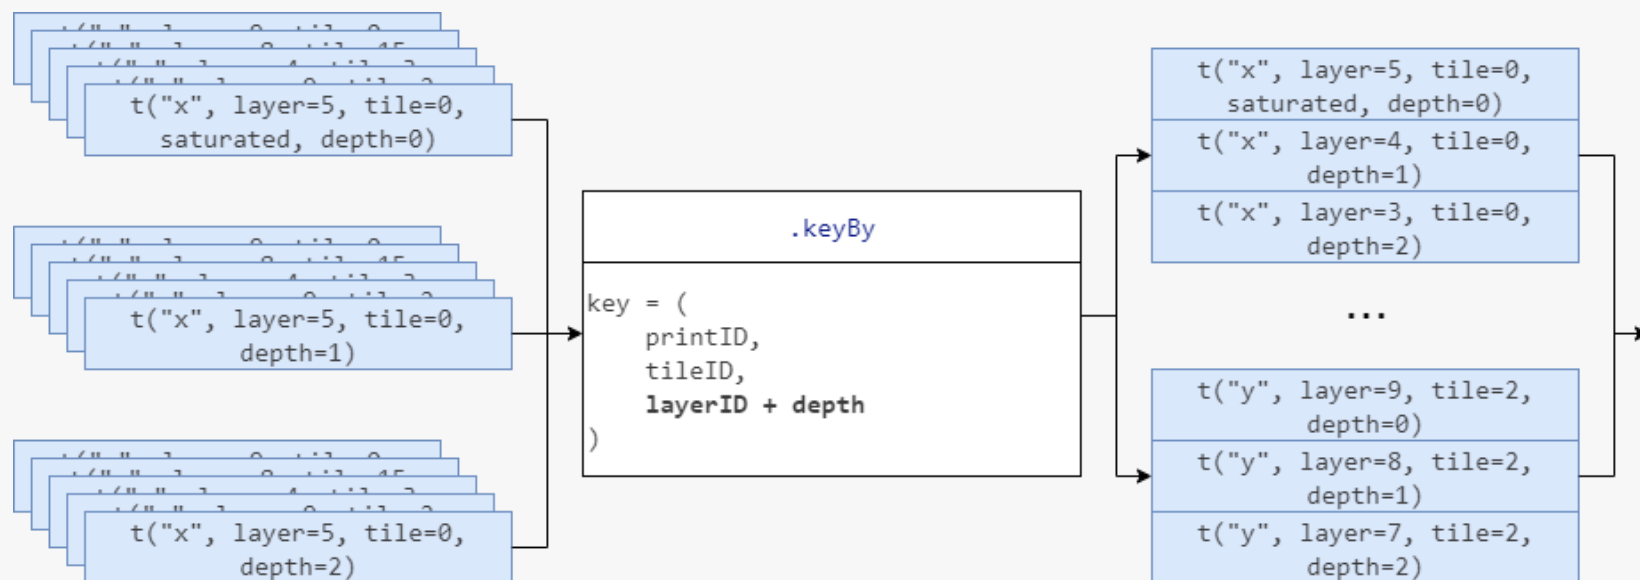 t("x", layer=5, tile=0,
saturated, depth=0)
t("x", layer=5, tile=0,
depth=1)
t("x", layer=5, tile=0,
depth=2)
.keyBy
key = (
printID,
tileID,
layerID + depth
)
t("x", layer=5, tile=0,
saturated, depth=0)
t("x", layer=4, tile=0,
depth=1)
t("x", layer=3, tile=0,
depth=2)
...
t("y", layer=9, tile=2,
depth=0)
t("y", layer=8, tile=2,
depth=1)
t("y", layer=7, tile=2,
depth=2)